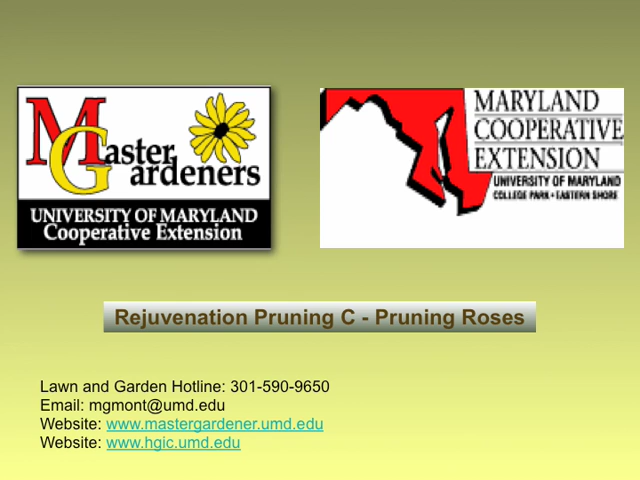 Master
Gardeners
UNIVERSITY OF MARYLAND
Cooperative Extension
MARYLAND
COOPERATIVE
EXTENSION
UNIVERSITY OF MARYLAND
COLLEGE PARK • EASTERN SHORE
Rejuvenation Pruning C - Pruning Roses
Lawn and Garden Hotline: 301-590-9650
Email: mgmont@umd.edu
Website: www.mastergardener.umd.edu
Website: www.hgic.umd.edu